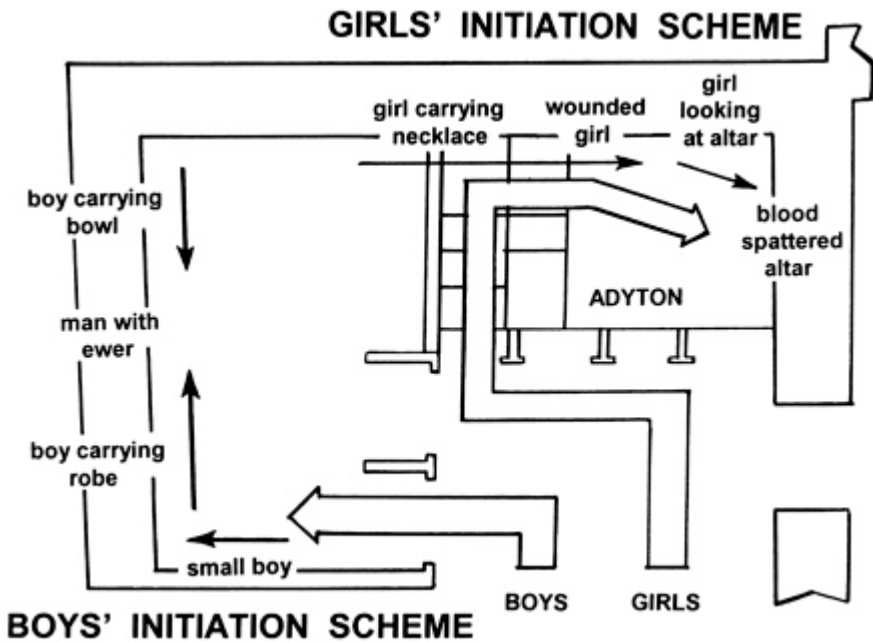 GIRLS' INITIATION SCHEME
girl carrying
necklace
wounded
girl
girl
looking
at altar
boy carrying
bowl
blood
spattered
altar
ADYTON
man with
ewer
boy carrying
robe
small boy
BOYS
GIRLS
BOYS' INITIATION SCHEME